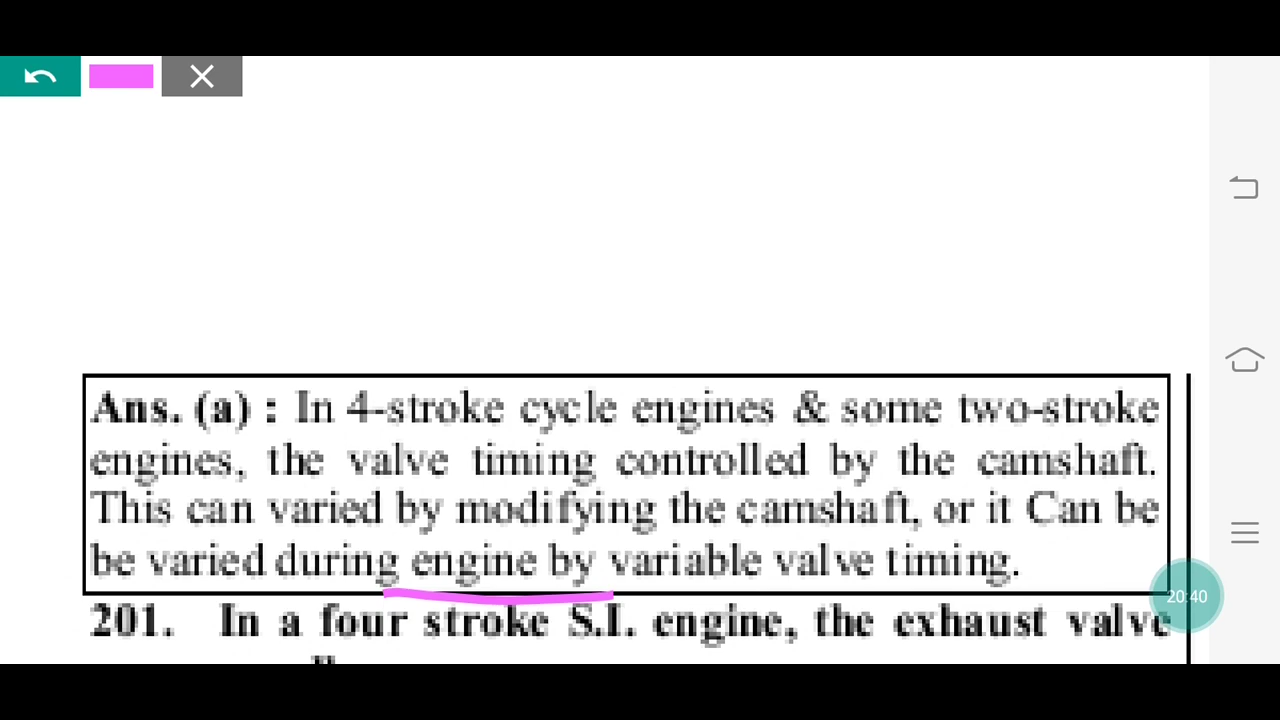 Ans. (a) : In 4-stroke cycle engines & some two-stroke
engines, the valve timing controlled by the camshaft.
This can varied by modifying the camshaft, or it Can be
be varied during engine by variable valve timing.
20:40
201. In a four stroke S.I. engine, the exhaust valve